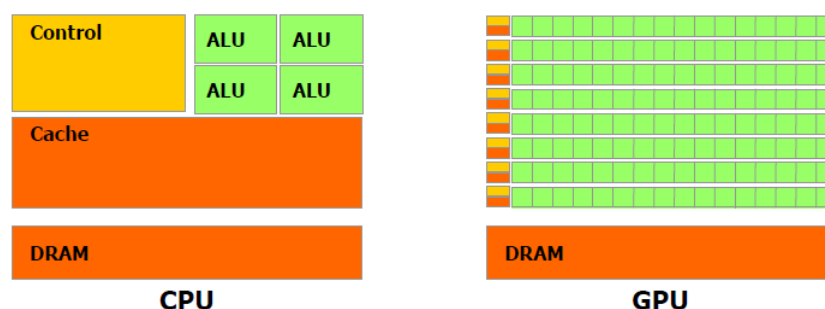 Control
ALU
ALU
ALU
ALU
Cache
DRAM
CPU
DRAM
GPU